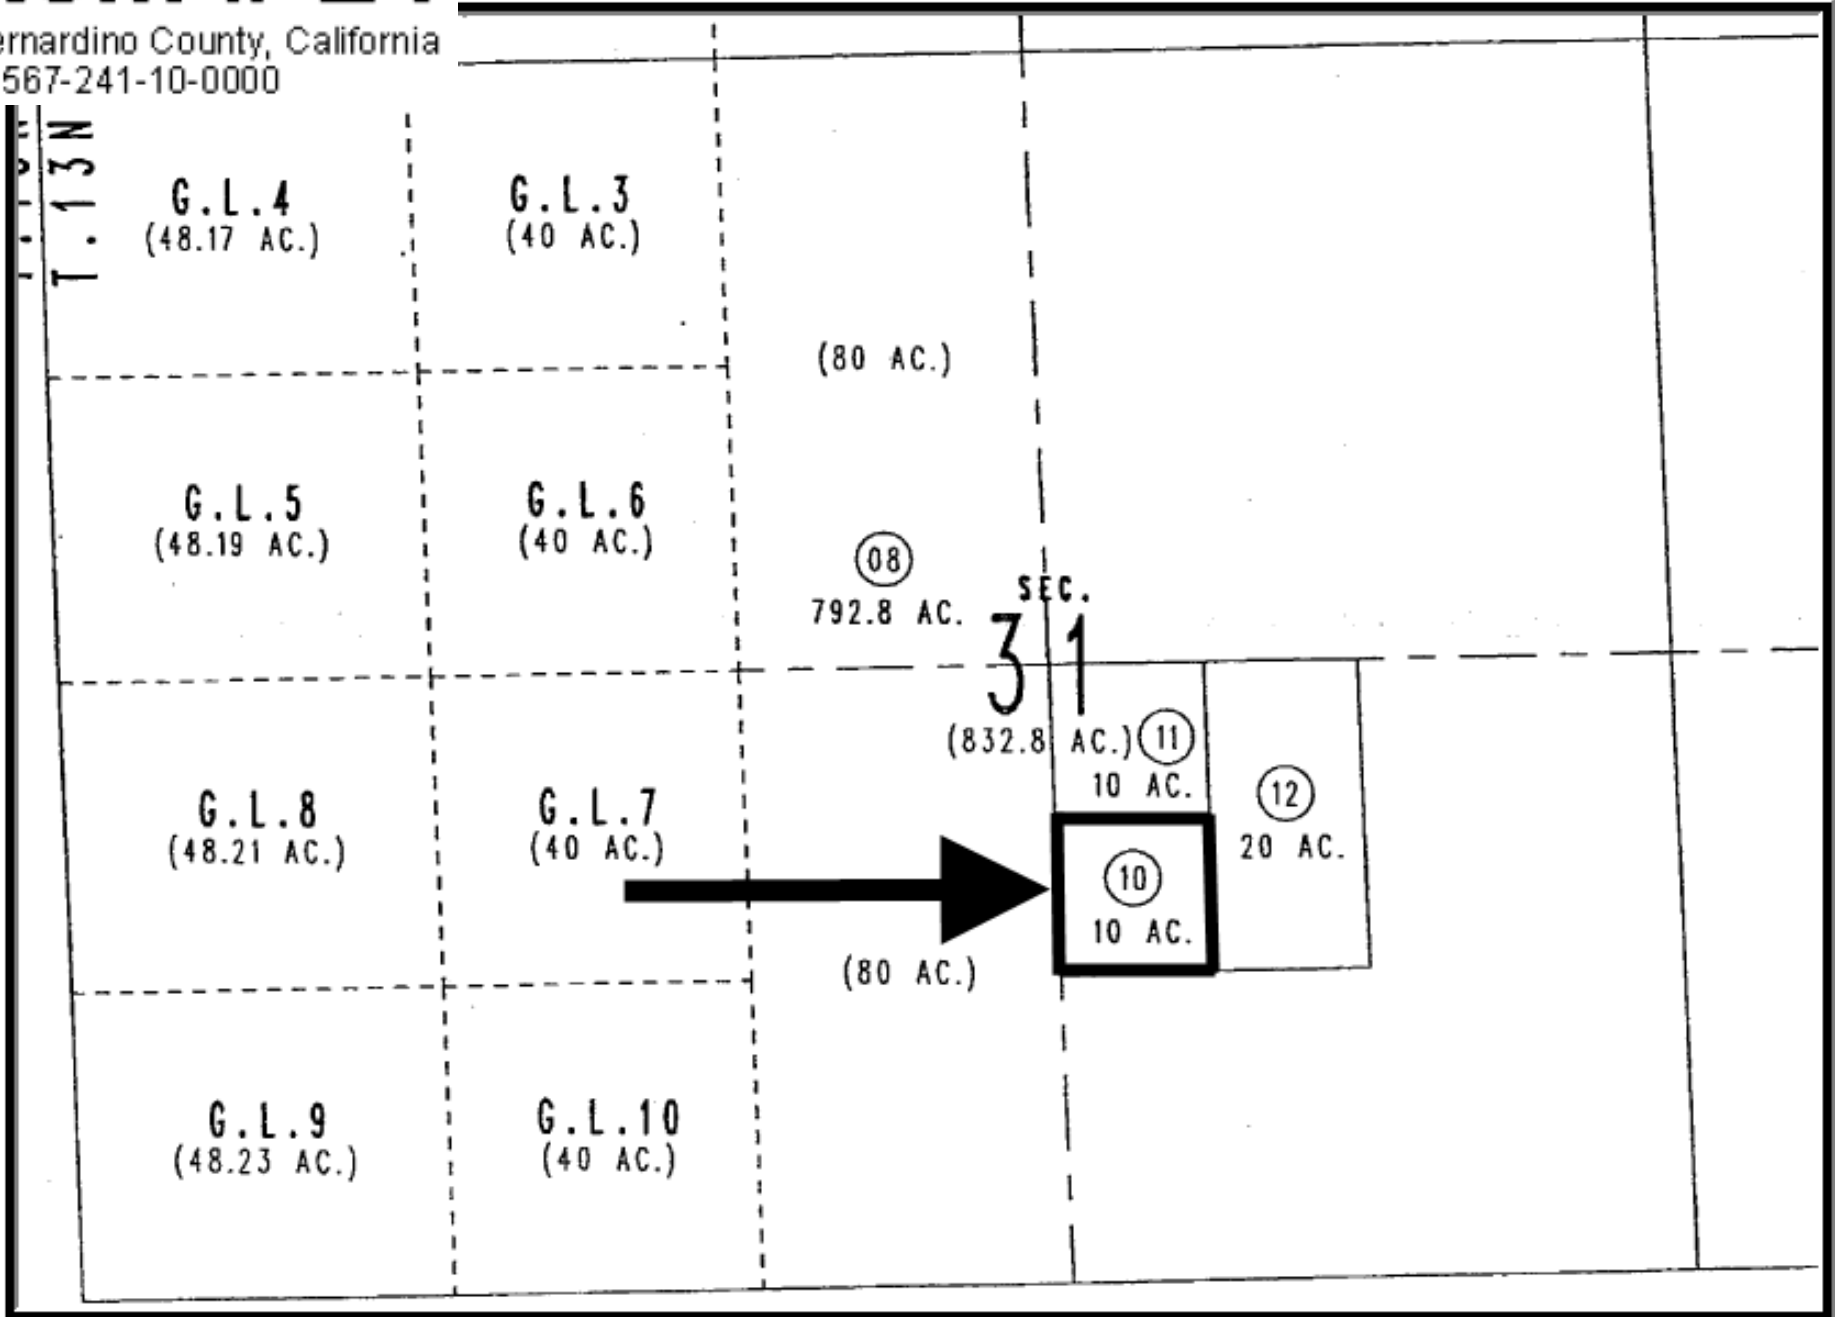 ernardino County, California
567-241-10-0000
T.13N
G.L.4
(48.17 AC.)
G.L.3
(40 AC.)
(80 AC.)
G.L.5
(48.19 AC.)
G.L.6
(40 AC.)
08
792.8 AC.
SEC.
31
(832.8 AC.)
11
10 AC.
12
20 AC.
G.L.8
(48.21 AC.)
G.L.7
(40 AC.)
10
10 AC.
(80 AC.)
G.L.9
(48.23 AC.)
G.L.10
(40 AC.)